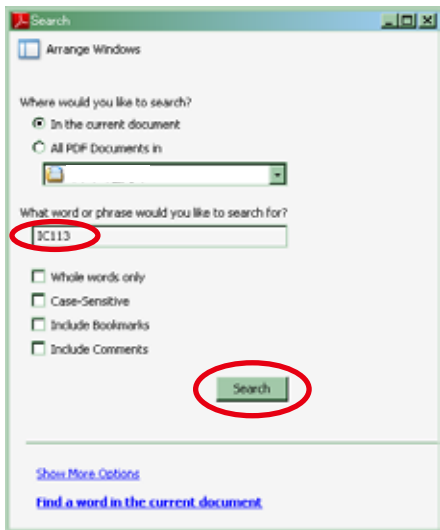 Search
Arrange Windows
Where would you like to search?
In the current document
All PDF Documents in
What word or phrase would you like to search for?
IC113
Whole words only
Case-Sensitive
Include Bookmarks
Include Comments
Search
Show More Options
Find a word in the current document